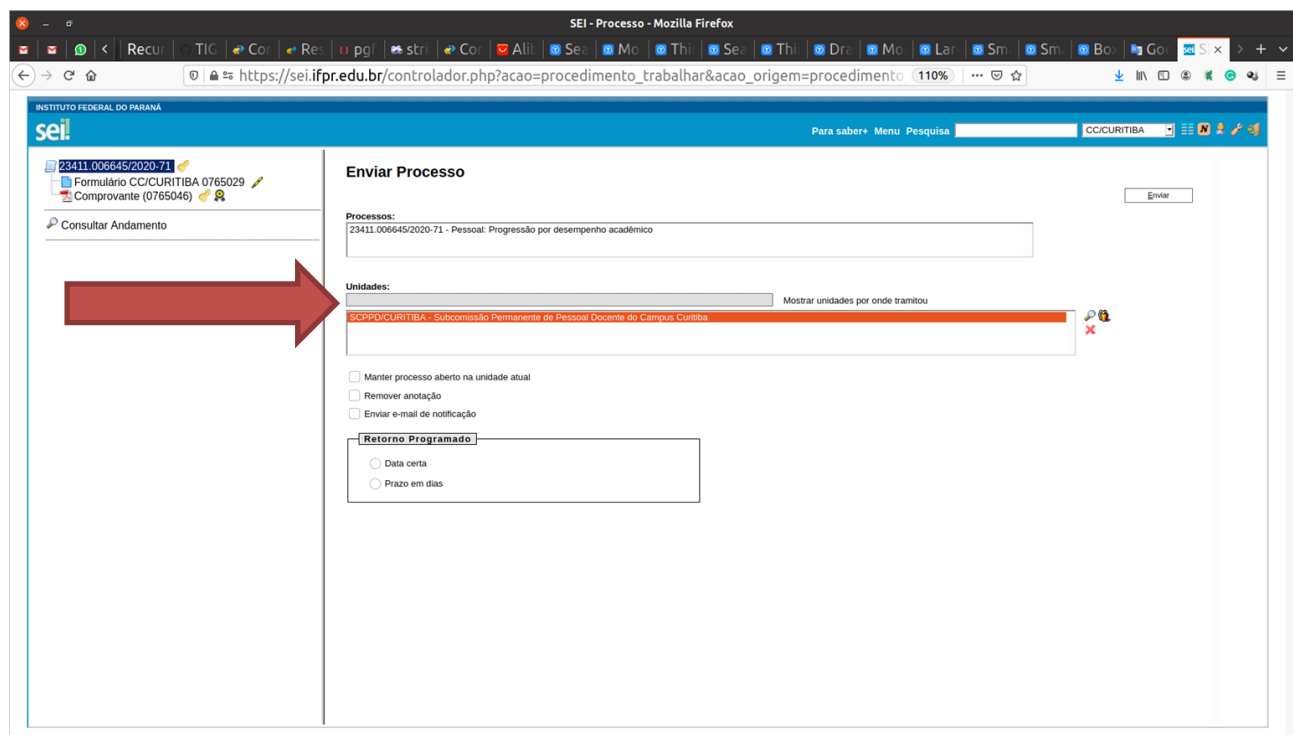 SEI - Processo - Mozilla Firefox
Recur TIC Cor Res pgf stri Cor Alib Sea Mo Thi Sea Thi Dra Mo Lar Sm Sm Box Goo S
https://sei.ifpr.edu.br/controlador.php?acao=procedimento_trabalhar&acao_origem=procedimento 110%
INSTITUTO FEDERAL DO PARANÁ
sei!
Para saber+ Menu Pesquisa CC/CURITIBA
23411.006645/2020-71
Formulário CC/CURITIBA 0765029
Comprovante (0765046)
Consultar Andamento
Enviar Processo
Enviar
Processos:
23411.006645/2020-71 - Pessoal: Progressão por desempenho acadêmico
Unidades:
Mostrar unidades por onde tramitou
SCPPD/CURITIBA - Subcomissão Permanente de Pessoal Docente do Campus Curitiba
Manter processo aberto na unidade atual
Remover anotação
Enviar e-mail de notificação
Retorno Programado
Data certa
Prazo em dias